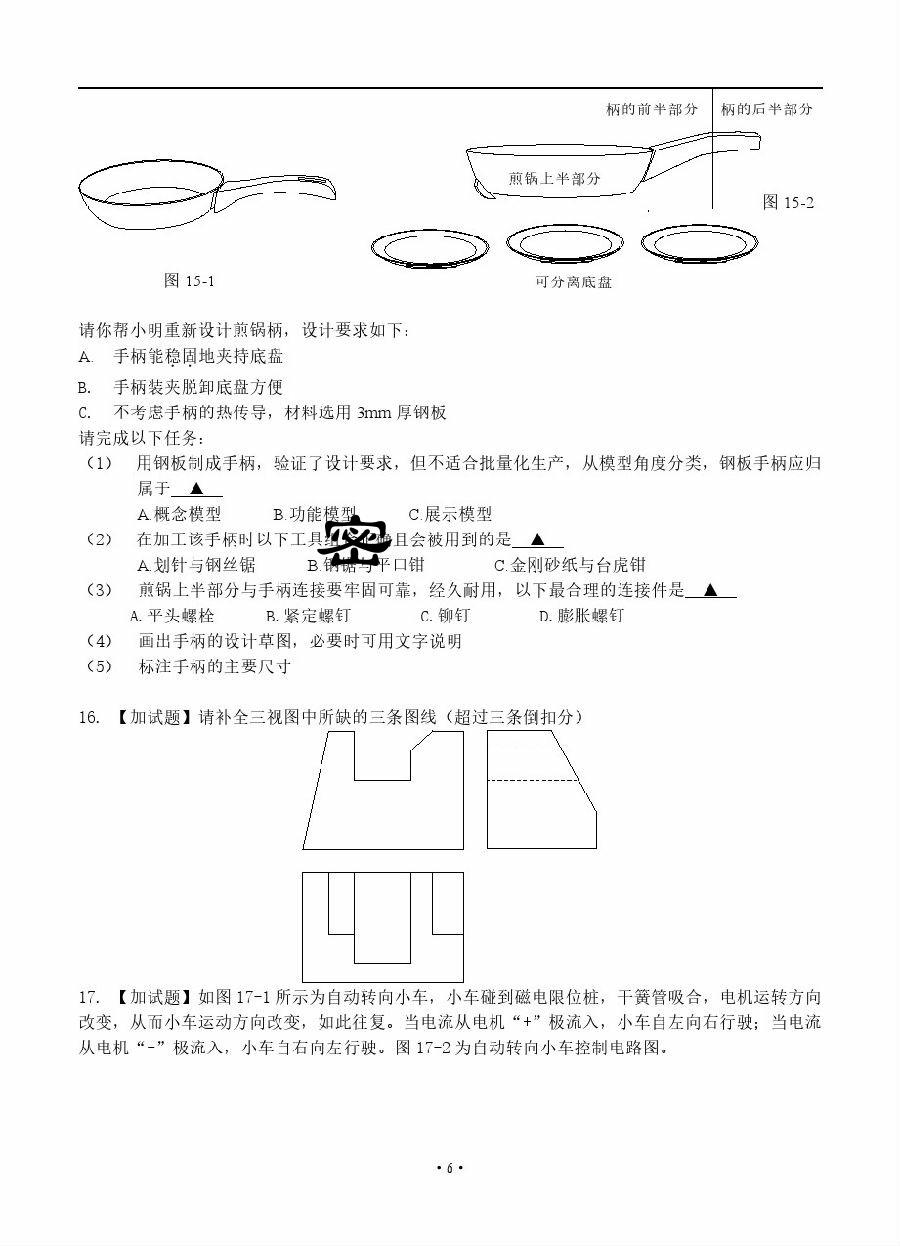 柄的前半部分 柄的后半部分
煎锅上半部分
图 15-2
图 15-1
可分离底盘
请你帮小明重新设计煎锅柄，设计要求如下：
A. 手柄能稳固地夹持底盘
B. 手柄装夹脱卸底盘方便
C. 不考虑手柄的热传导，材料选用 3mm 厚钢板
请完成以下任务：
（1） 用钢板制成手柄，验证了设计要求，但不适合批量化生产，从模型角度分类，钢板手柄应归
属于 ▲
A.概念模型 B.功能模型 C.展示模型
（2） 在加工该手柄时以下工具组 且会被用到的是 ▲
密
A.划针与钢丝锯 B.钢锯与平口钳 C.金刚砂纸与台虎钳
（3） 煎锅上半部分与手柄连接要牢固可靠，经久耐用，以下最合理的连接件是 ▲
A. 平头螺栓 B. 紧定螺钉 C. 铆钉 D. 膨胀螺钉
（4） 画出手柄的设计草图，必要时可用文字说明
（5） 标注手柄的主要尺寸
16. 【加试题】请补全三视图中所缺的三条图线（超过三条倒扣分）
17. 【加试题】如图 17-1 所示为自动转向小车，小车碰到磁电限位桩，干簧管吸合，电机运转方向
改变，从而小车运动方向改变，如此往复。当电流从电机“+”极流入，小车自左向右行驶；当电流
从电机“-”极流入，小车自右向左行驶。图 17-2 为自动转向小车控制电路图。
· 6 ·